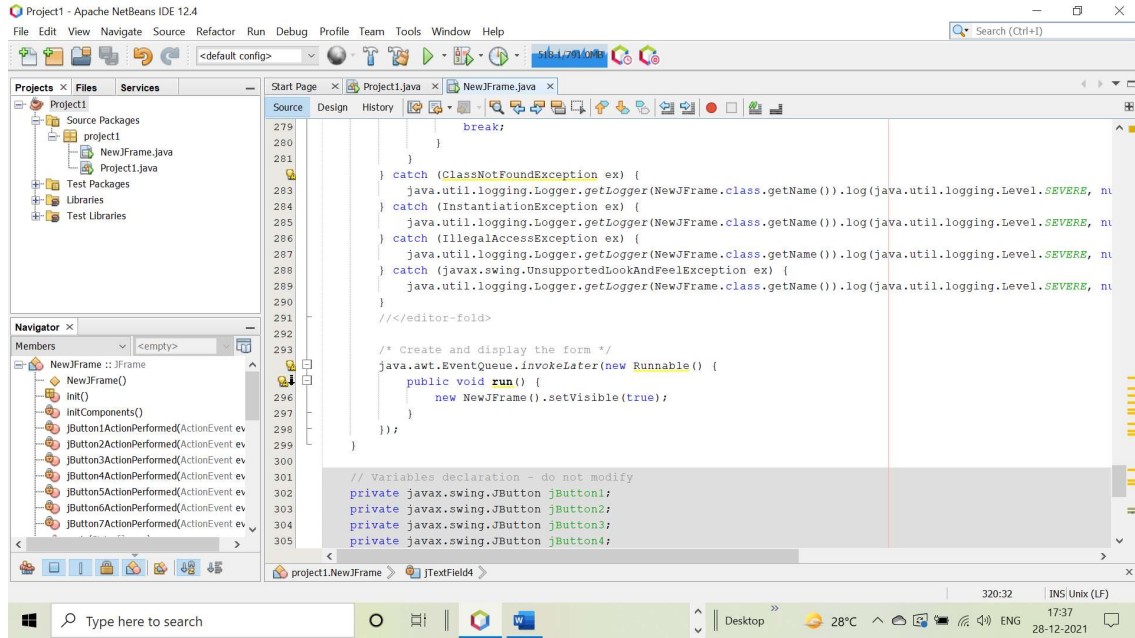 Project1 - Apache NetBeans IDE 12.4
File Edit View Navigate Source Refactor Run Debug Profile Team Tools Window Help
Search (Ctrl+I)
<default config>
518.1/791.0MB
Projects Files Services
Project1
Source Packages
project1
NewJFrame.java
Project1.java
Test Packages
Libraries
Test Libraries
Navigator
Members
<empty>
NewJFrame :: JFrame
NewJFrame()
init()
initComponents()
jButton1ActionPerformed(ActionEvent ev
jButton2ActionPerformed(ActionEvent ev
jButton3ActionPerformed(ActionEvent ev
jButton4ActionPerformed(ActionEvent ev
jButton5ActionPerformed(ActionEvent ev
jButton6ActionPerformed(ActionEvent ev
jButton7ActionPerformed(ActionEvent ev
Start Page Project1.java NewJFrame.java
Source Design History
279 break;
280 }
281 }
} catch (ClassNotFoundException ex) {
283 java.util.logging.Logger.getLogger(NewJFrame.class.getName()).log(java.util.logging.Level.SEVERE, nu
284 } catch (InstantiationException ex) {
285 java.util.logging.Logger.getLogger(NewJFrame.class.getName()).log(java.util.logging.Level.SEVERE, nu
286 } catch (IllegalAccessException ex) {
287 java.util.logging.Logger.getLogger(NewJFrame.class.getName()).log(java.util.logging.Level.SEVERE, nu
288 } catch (javax.swing.UnsupportedLookAndFeelException ex) {
289 java.util.logging.Logger.getLogger(NewJFrame.class.getName()).log(java.util.logging.Level.SEVERE, nu
290 }
291 //</editor-fold>
292
293 /* Create and display the form */
java.awt.EventQueue.invokeLater(new Runnable() {
public void run() {
296 new NewJFrame().setVisible(true);
297 }
298 });
299 }
300
301 // Variables declaration - do not modify
302 private javax.swing.JButton jButton1;
303 private javax.swing.JButton jButton2;
304 private javax.swing.JButton jButton3;
305 private javax.swing.JButton jButton4;
project1.NewJFrame jTextField4
320:32 INS Unix (LF)
Type here to search
Desktop
28°C
ENG
17:37
28-12-2021